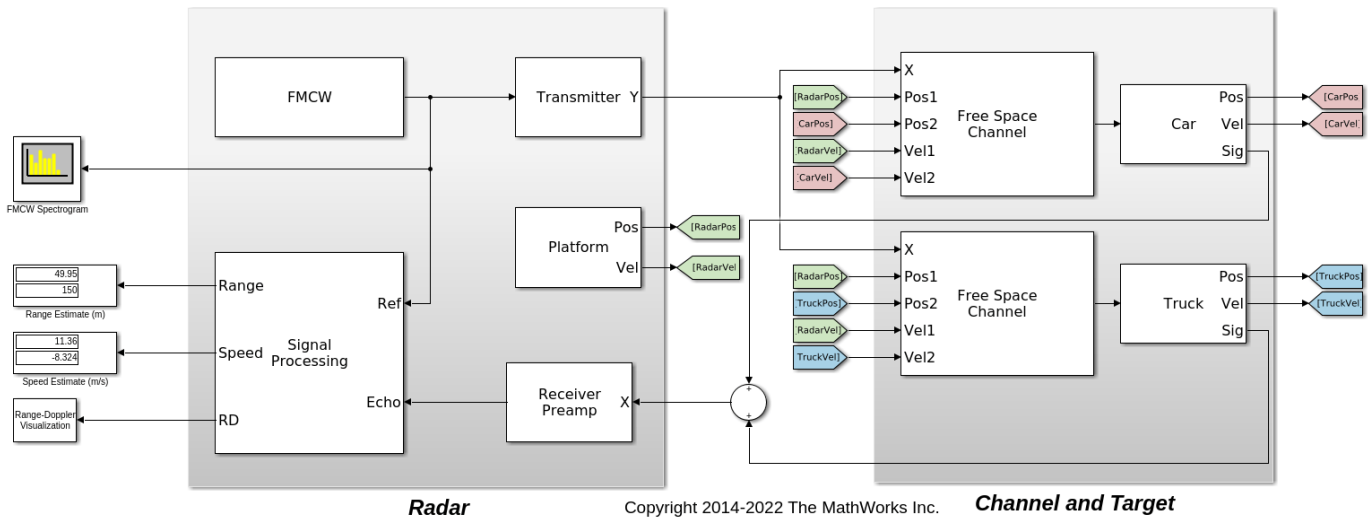 FMCW
Transmitter Y
FMCW Spectrogram
Platform
Pos
Vel
[RadarPos
[RadarVel
49.95
150
Range Estimate (m)
11.36
-8.324
Speed Estimate (m/s)
Range-Doppler
Visualization
Range
Speed
RD
Signal
Processing
Ref
Echo
Receiver
Preamp
X
+
+
[RadarPos]
CarPos]
RadarVel]
CarVel]
X
Pos1
Pos2
Vel1
Vel2
Free Space
Channel
Car
Pos
Vel
Sig
[CarPos
[CarVel
[RadarPos]
TruckPos]
RadarVel]
TruckVel]
X
Pos1
Pos2
Vel1
Vel2
Free Space
Channel
Truck
Pos
Vel
Sig
[TruckPos]
[TruckVel
Radar
Copyright 2014-2022 The MathWorks Inc.
Channel and Target